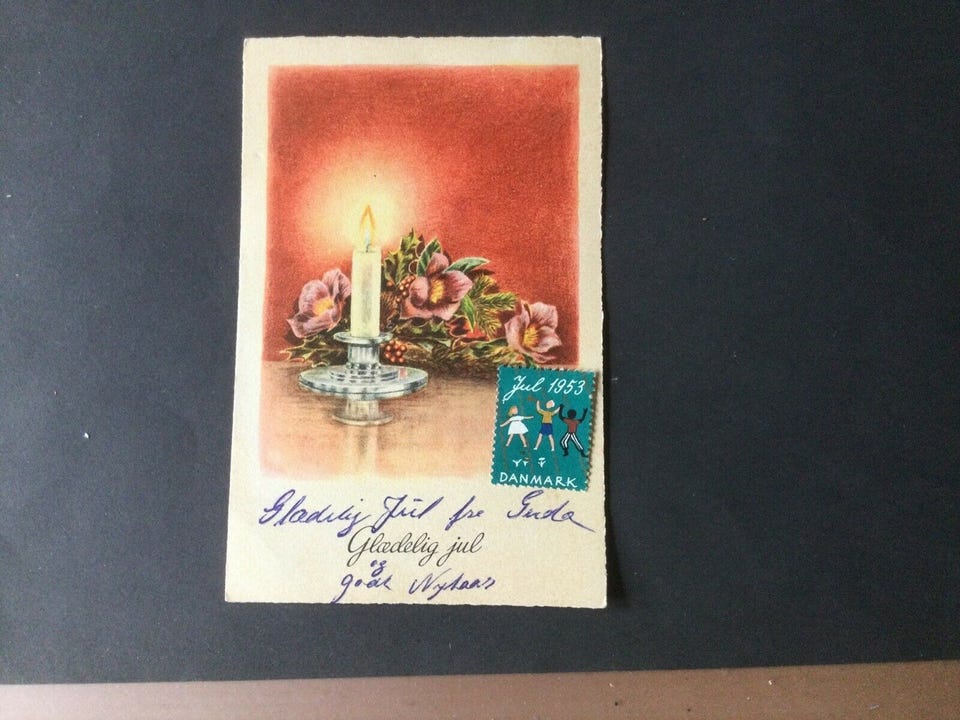 Jul 1953
DANMARK
Glædelig Jul fra Gerda
Glædelig jul
og
godt Nytaar